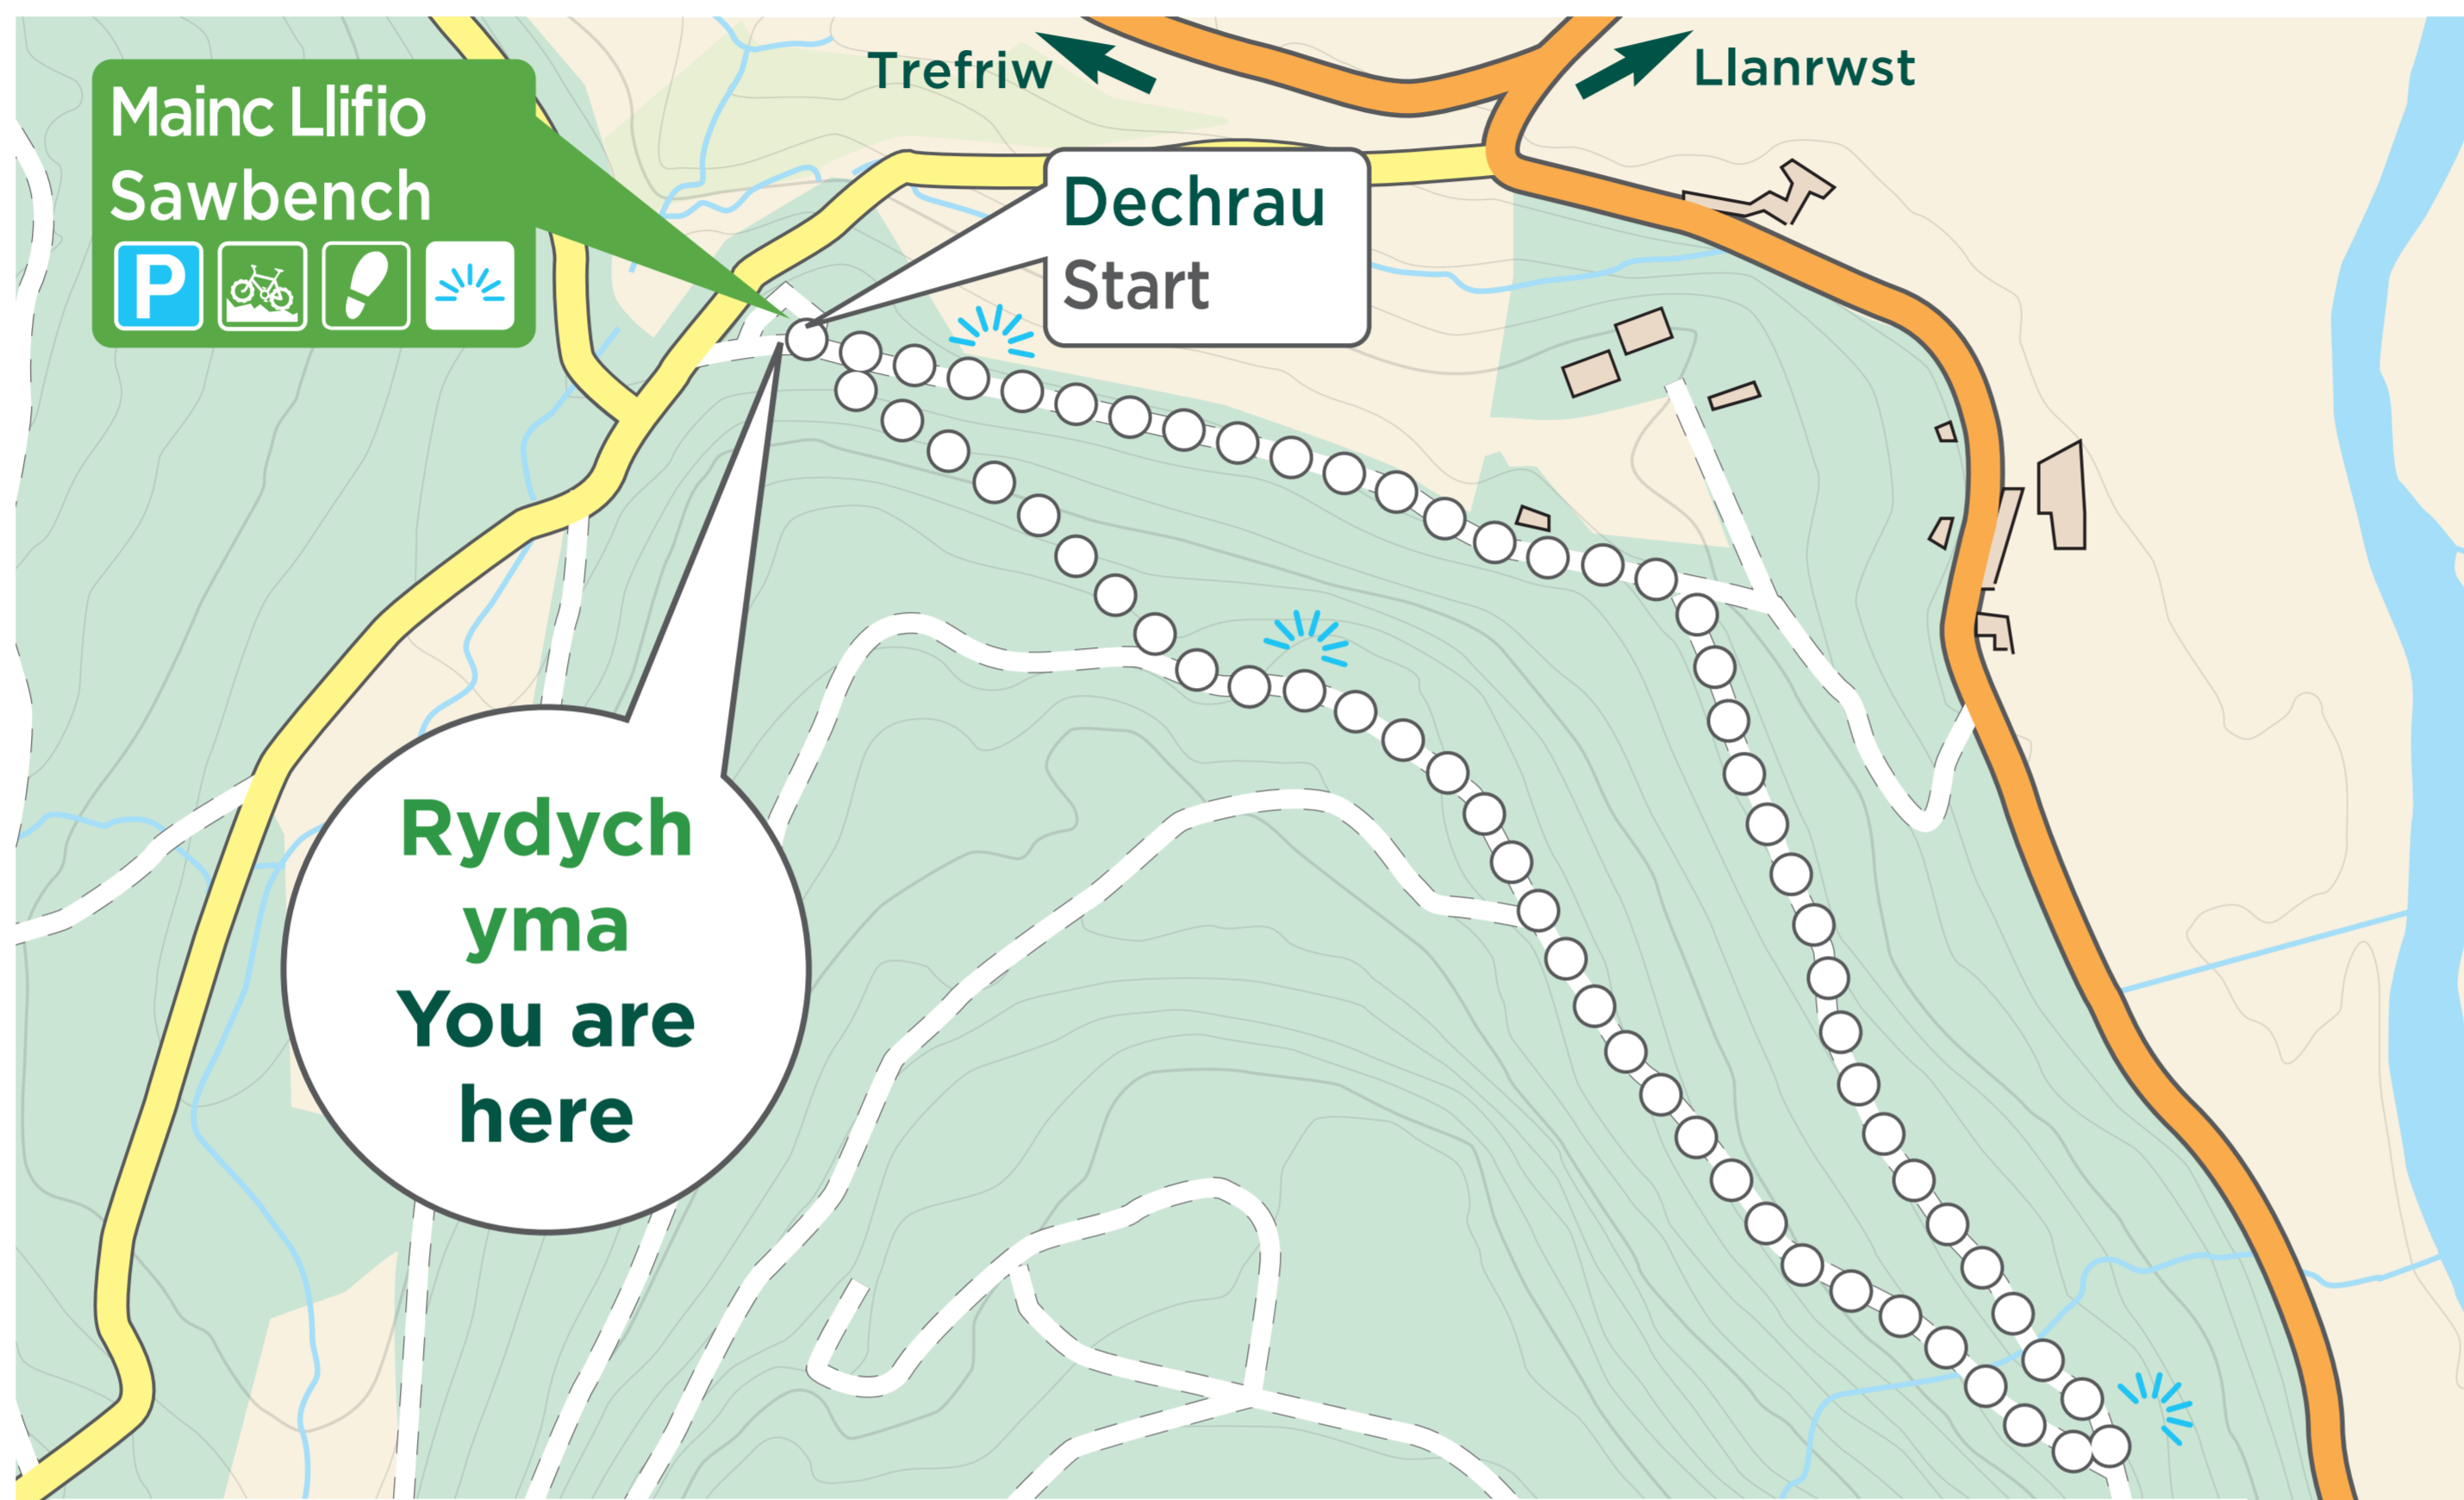 Trefriw
Llanrwst
Mainc Llifio
Sawbench
P
Dechrau
Start
Rydych
yma
You are
here